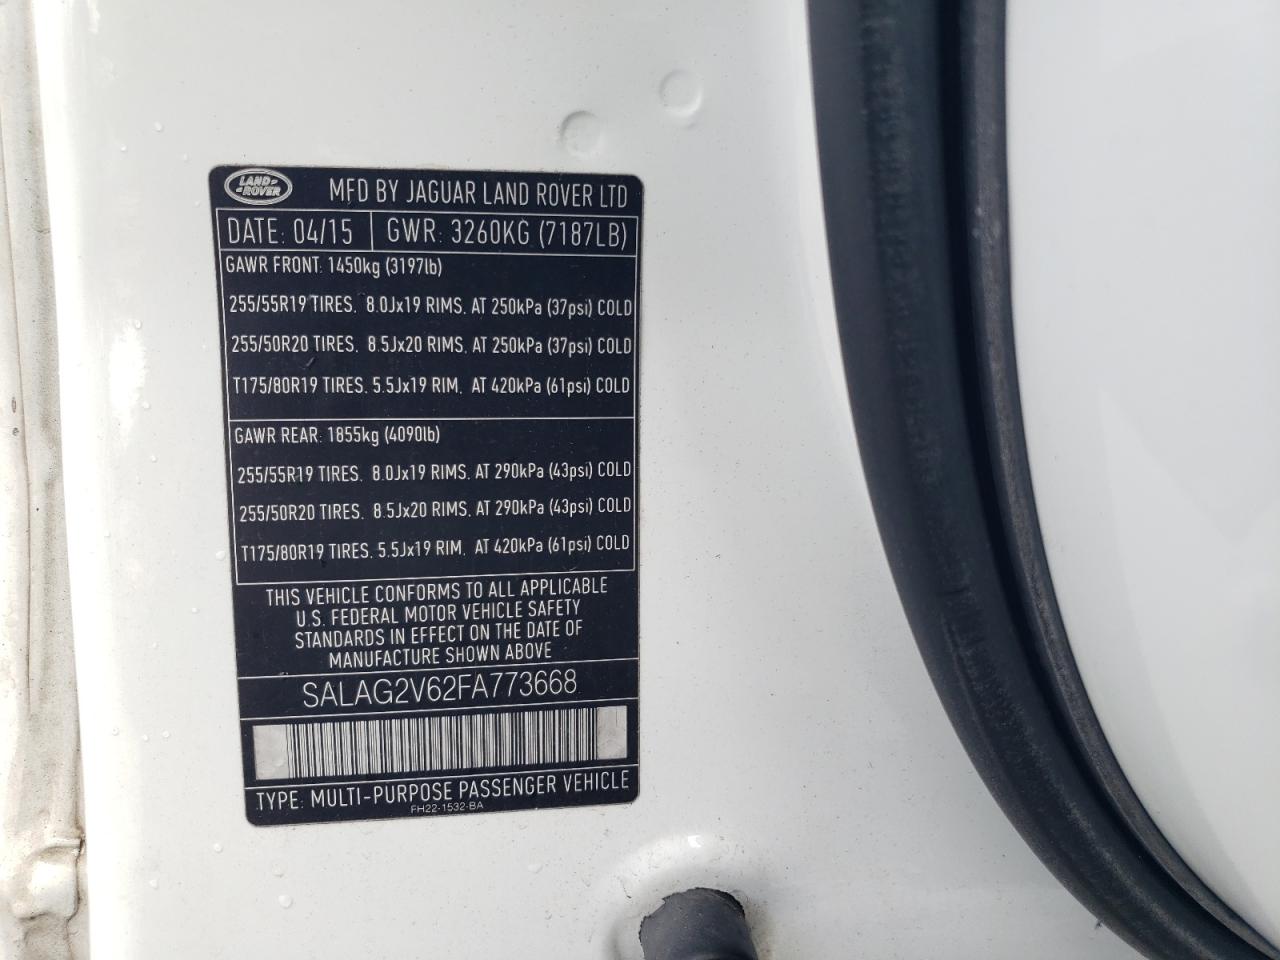 LAND-
-ROVER
MFD BY JAGUAR LAND ROVER LTD
DATE: 04/15 GWR: 3260KG (7187LB)
GAWR FRONT: 1450kg (3197lb)
255/55R19 TIRES. 8.0Jx19 RIMS. AT 250kPa (37psi) COLD
255/50R20 TIRES. 8.5Jx20 RIMS. AT 250kPa (37psi) COLD
T175/80R19 TIRES. 5.5Jx19 RIM. AT 420kPa (61psi) COLD
GAWR REAR: 1855kg (4090lb)
255/55R19 TIRES. 8.0Jx19 RIMS. AT 290kPa (43psi) COLD
255/50R20 TIRES. 8.5Jx20 RIMS. AT 290kPa (43psi) COLD
T175/80R19 TIRES. 5.5Jx19 RIM. AT 420kPa (61psi) COLD
THIS VEHICLE CONFORMS TO ALL APPLICABLE
U.S. FEDERAL MOTOR VEHICLE SAFETY
STANDARDS IN EFFECT ON THE DATE OF
MANUFACTURE SHOWN ABOVE
SALAG2V62FA773668
TYPE: MULTI-PURPOSE PASSENGER VEHICLE
FH22-1532-BA